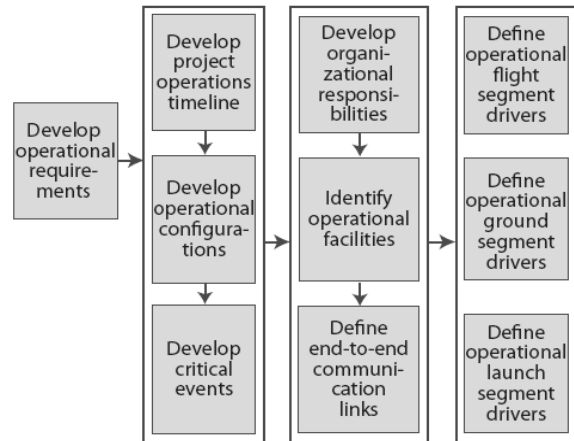 Develop
operational
require-
ments
Develop
project
operations
timeline
Develop
operational
configura-
tions
Develop
critical
events
Develop
organi-
zational
responsi-
bilities
Identify
operational
facilities
Define
end-to-end
communi-
cation
links
Define
operational
flight
segment
drivers
Define
operational
ground
segment
drivers
Define
operational
launch
segment
drivers